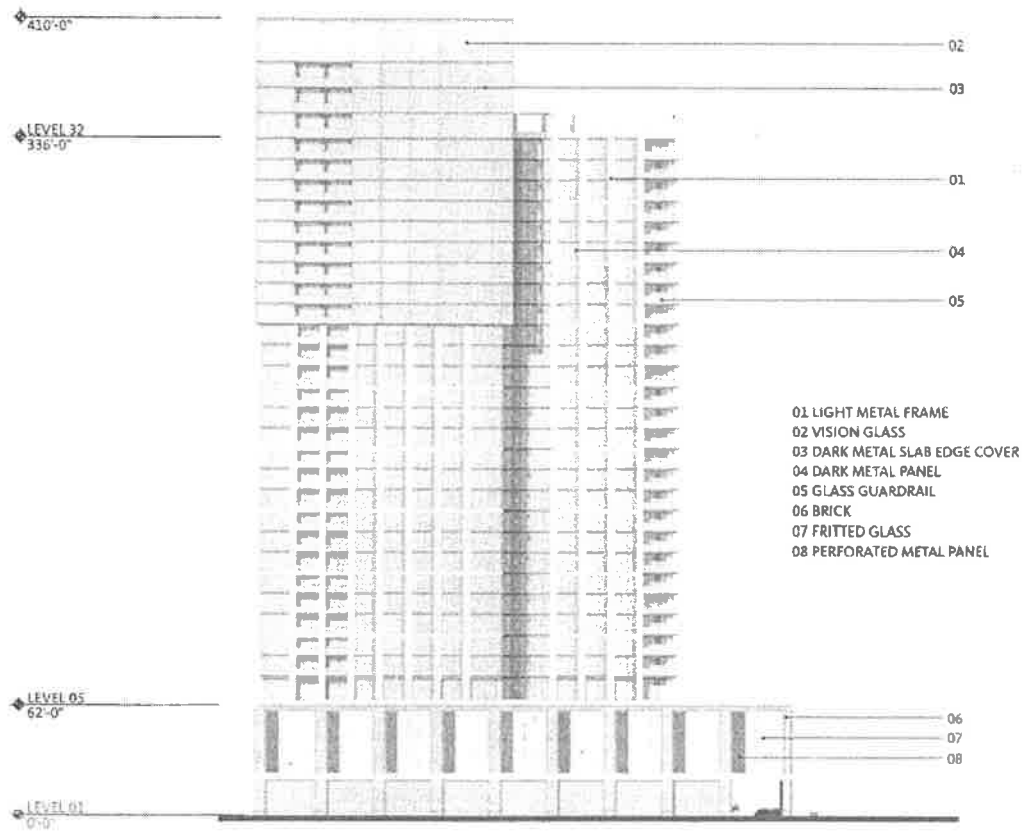 410'-0"
02
03
LEVEL 32
336'-0"
01
04
05
01 LIGHT METAL FRAME
02 VISION GLASS
03 DARK METAL SLAB EDGE COVER
04 DARK METAL PANEL
05 GLASS GUARDRAIL
06 BRICK
07 FRITTED GLASS
08 PERFORATED METAL PANEL
LEVEL 05
62'-0"
06
07
08
LEVEL 01
0'-0"